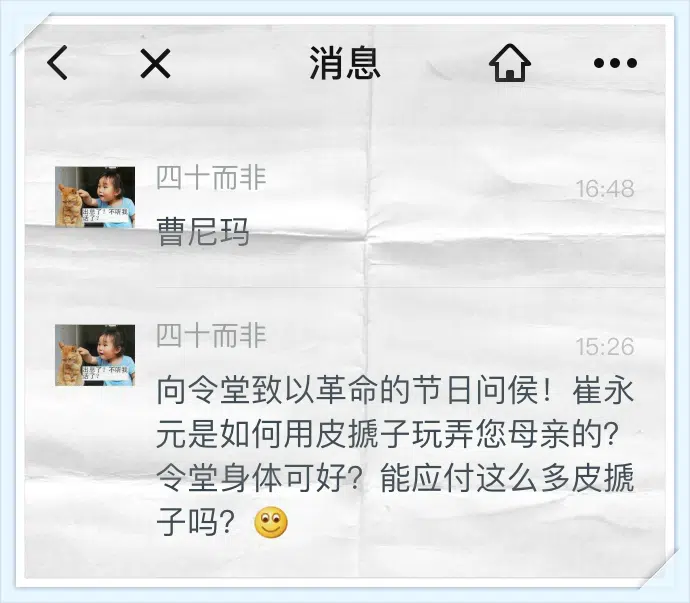 消息
四十而非
16:48
曹尼玛
四十而非
15:26
向令堂致以革命的节日问侯！崔永
元是如何用皮搋子玩弄您母亲的？
令堂身体可好？能应付这么多皮搋
子吗？